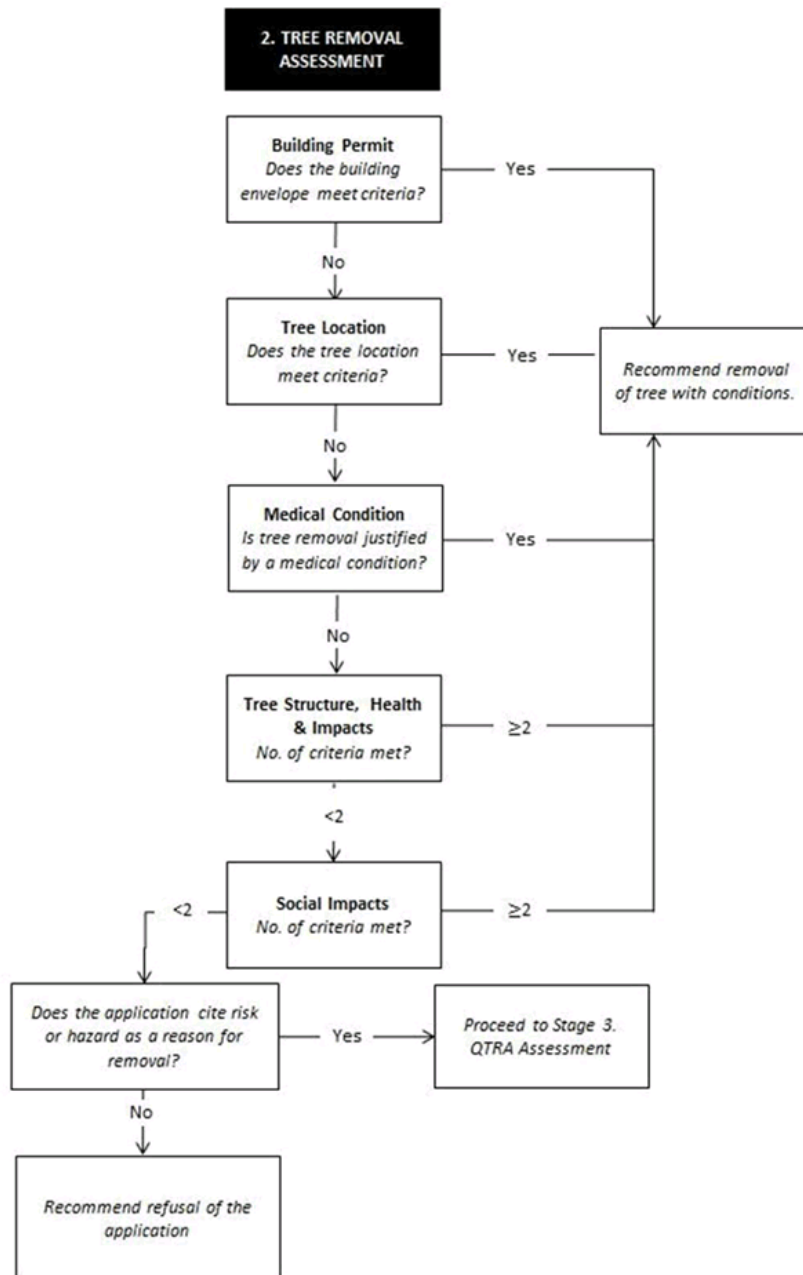 2. TREE REMOVAL
ASSESSMENT
Building Permit
Does the building
envelope meet criteria?
Yes
No
Tree Location
Does the tree location
meet criteria?
Yes
Recommend removal
of tree with conditions.
No
Medical Condition
Is tree removal justified
by a medical condition?
Yes
No
Tree Structure, Health
& Impacts
No. of criteria met?
≥2
<2
Social Impacts
No. of criteria met?
<2
≥2
Does the application cite risk
or hazard as a reason for
removal?
Yes
Proceed to Stage 3.
QTRA Assessment
No
Recommend refusal of the
application